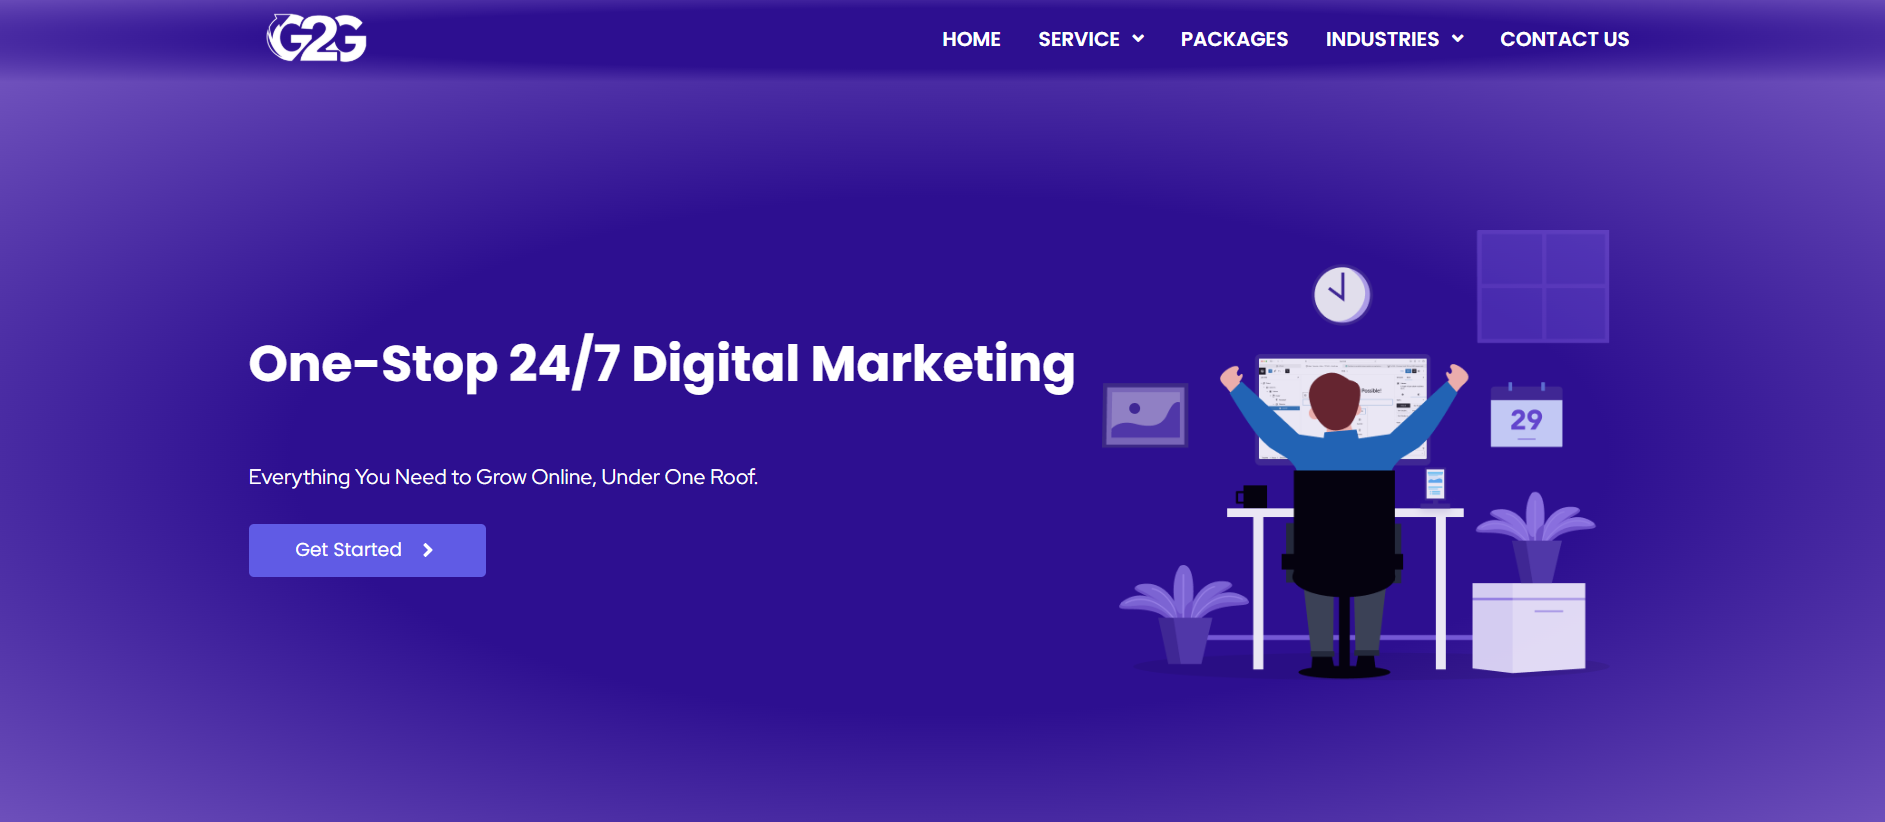 G2G
HOME SERVICE PACKAGES INDUSTRIES CONTACT US
One-Stop 24/7 Digital Marketing
Possible!
29
Everything You Need to Grow Online, Under One Roof.
Get Started